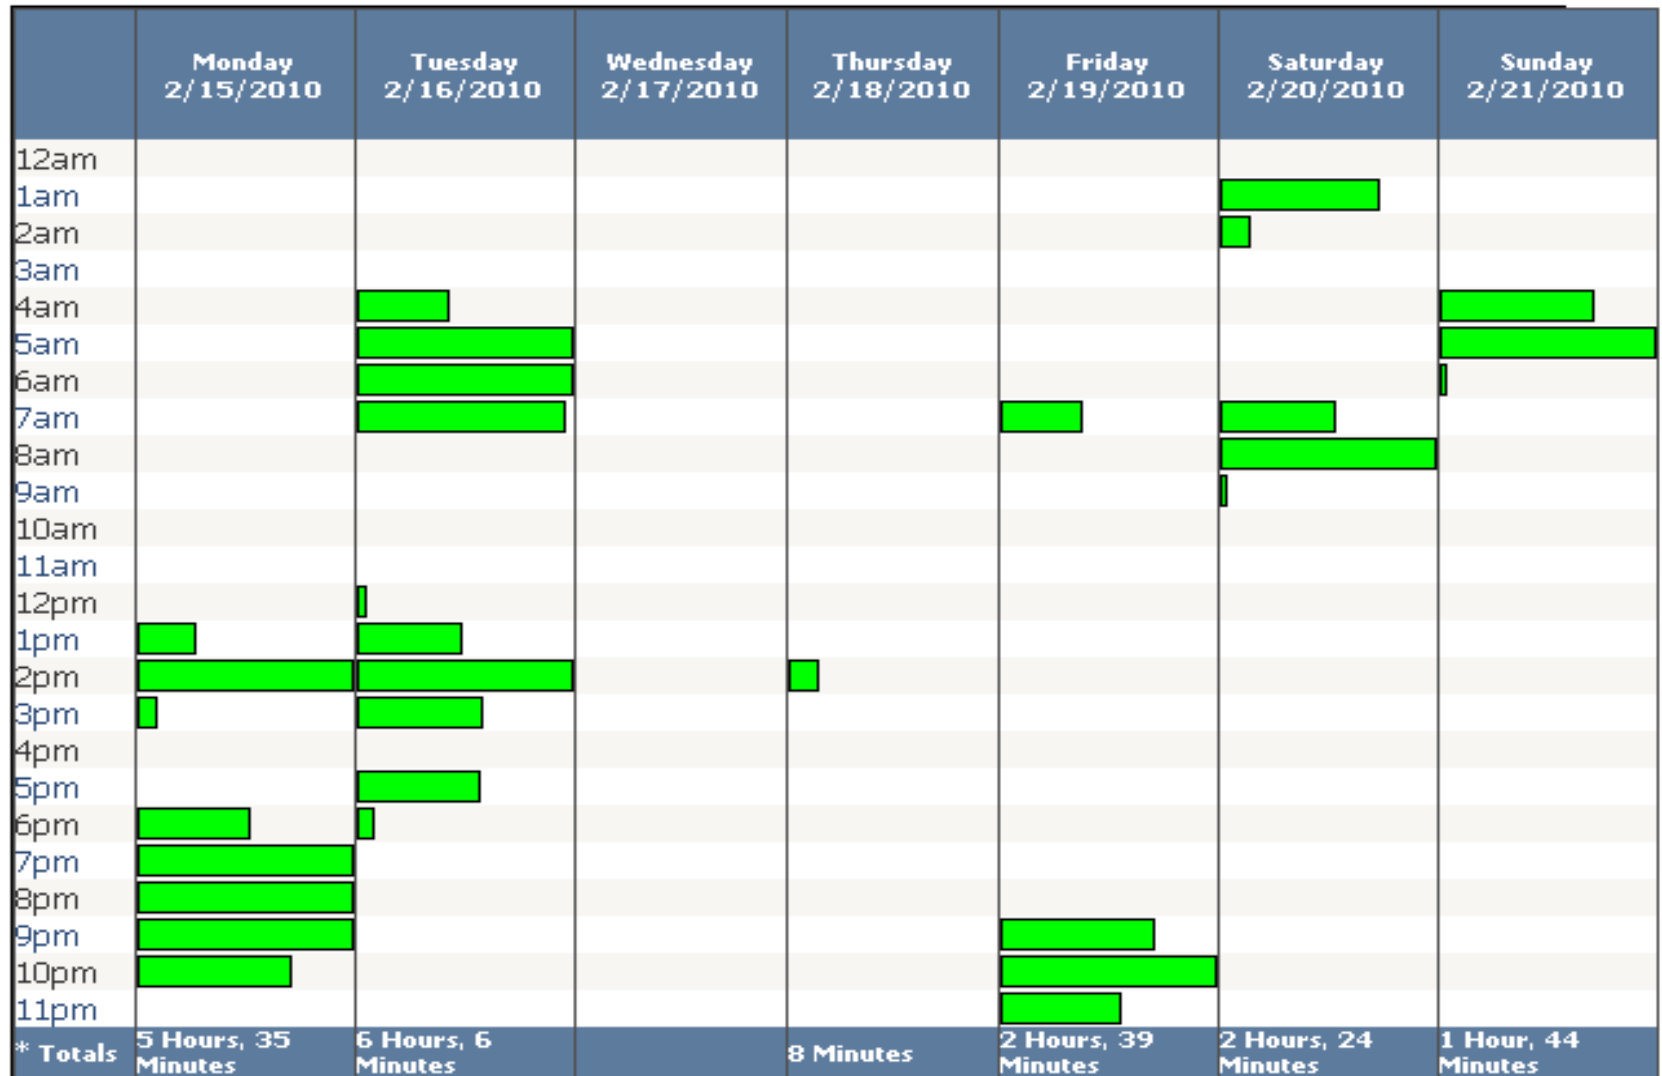 Monday
2/15/2010
Tuesday
2/16/2010
Wednesday
2/17/2010
Thursday
2/18/2010
Friday
2/19/2010
Saturday
2/20/2010
Sunday
2/21/2010
12am
1am
2am
3am
4am
5am
6am
7am
8am
9am
10am
11am
12pm
1pm
2pm
3pm
4pm
5pm
6pm
7pm
8pm
9pm
10pm
11pm
* Totals
5 Hours, 35
Minutes
6 Hours, 6
Minutes
8 Minutes
2 Hours, 39
Minutes
2 Hours, 24
Minutes
1 Hour, 44
Minutes